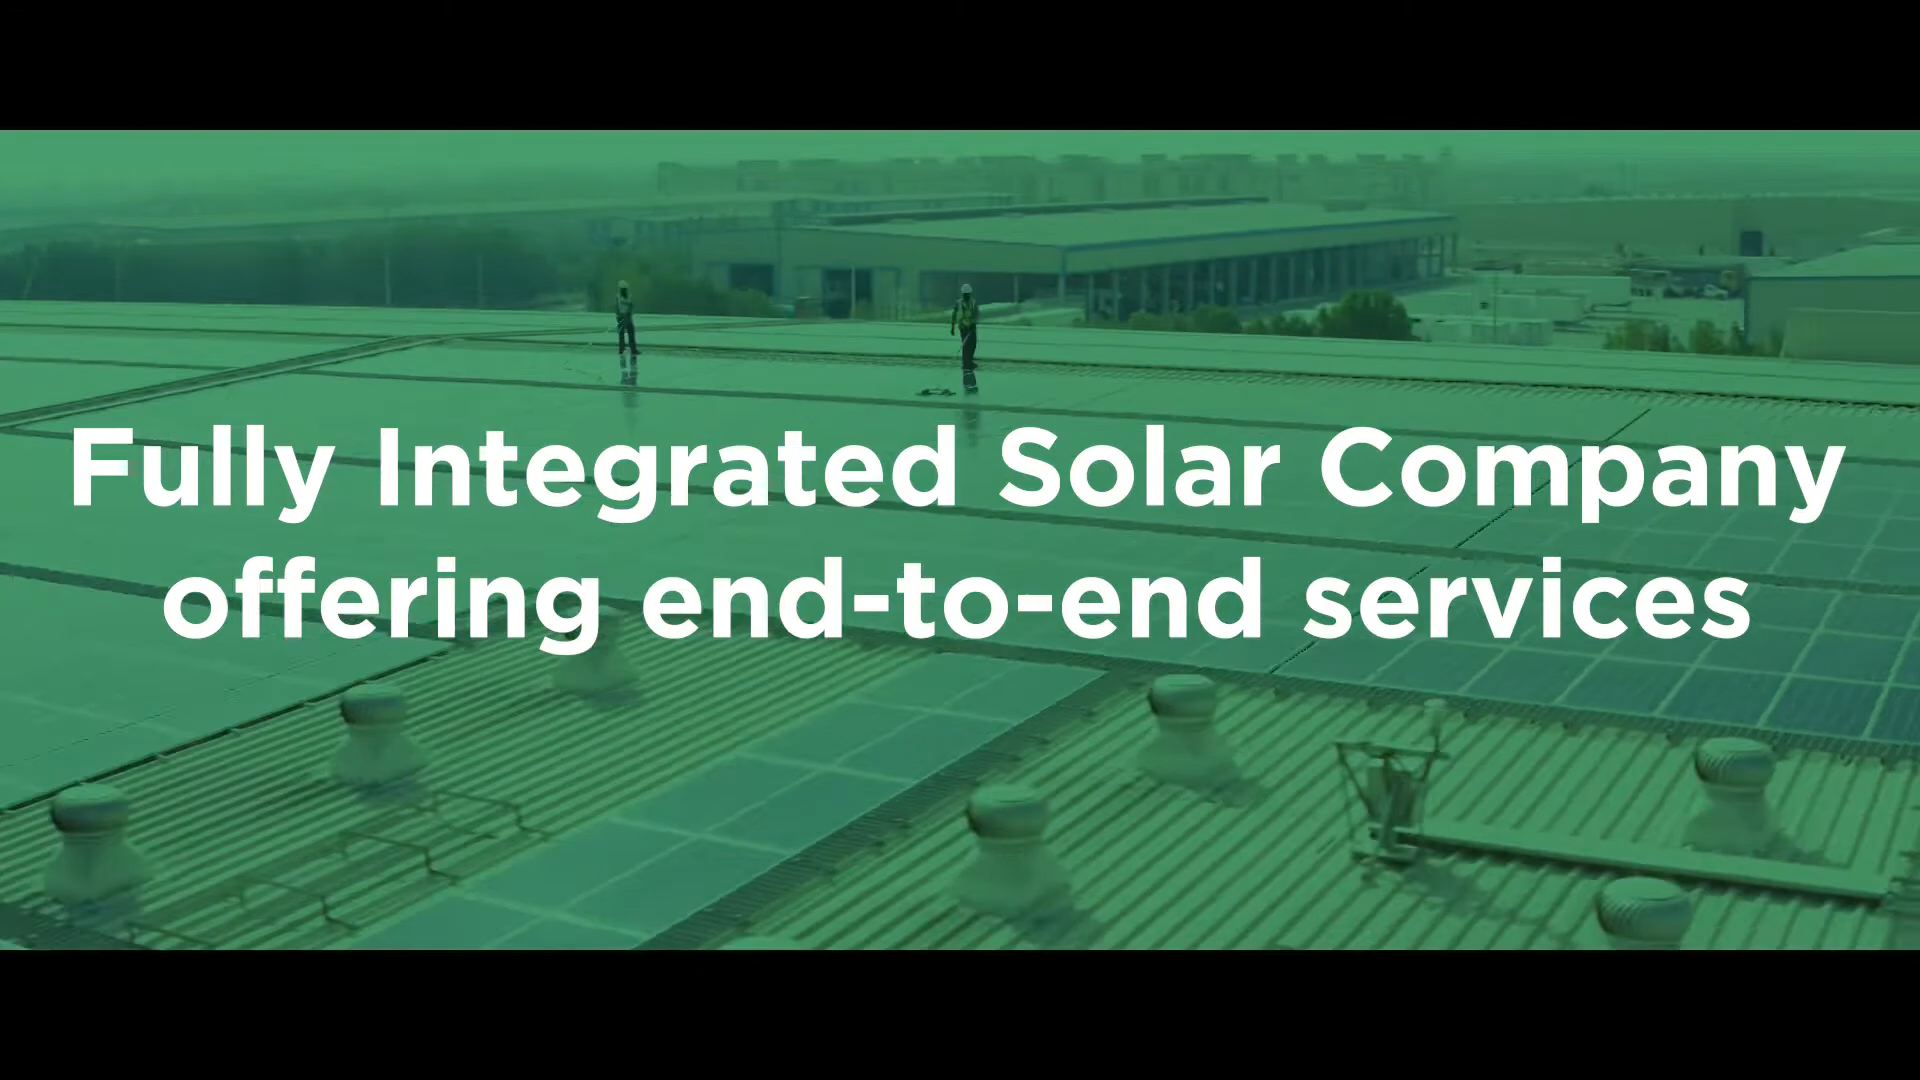 Fully Integrated Solar Company
offering end-to-end services